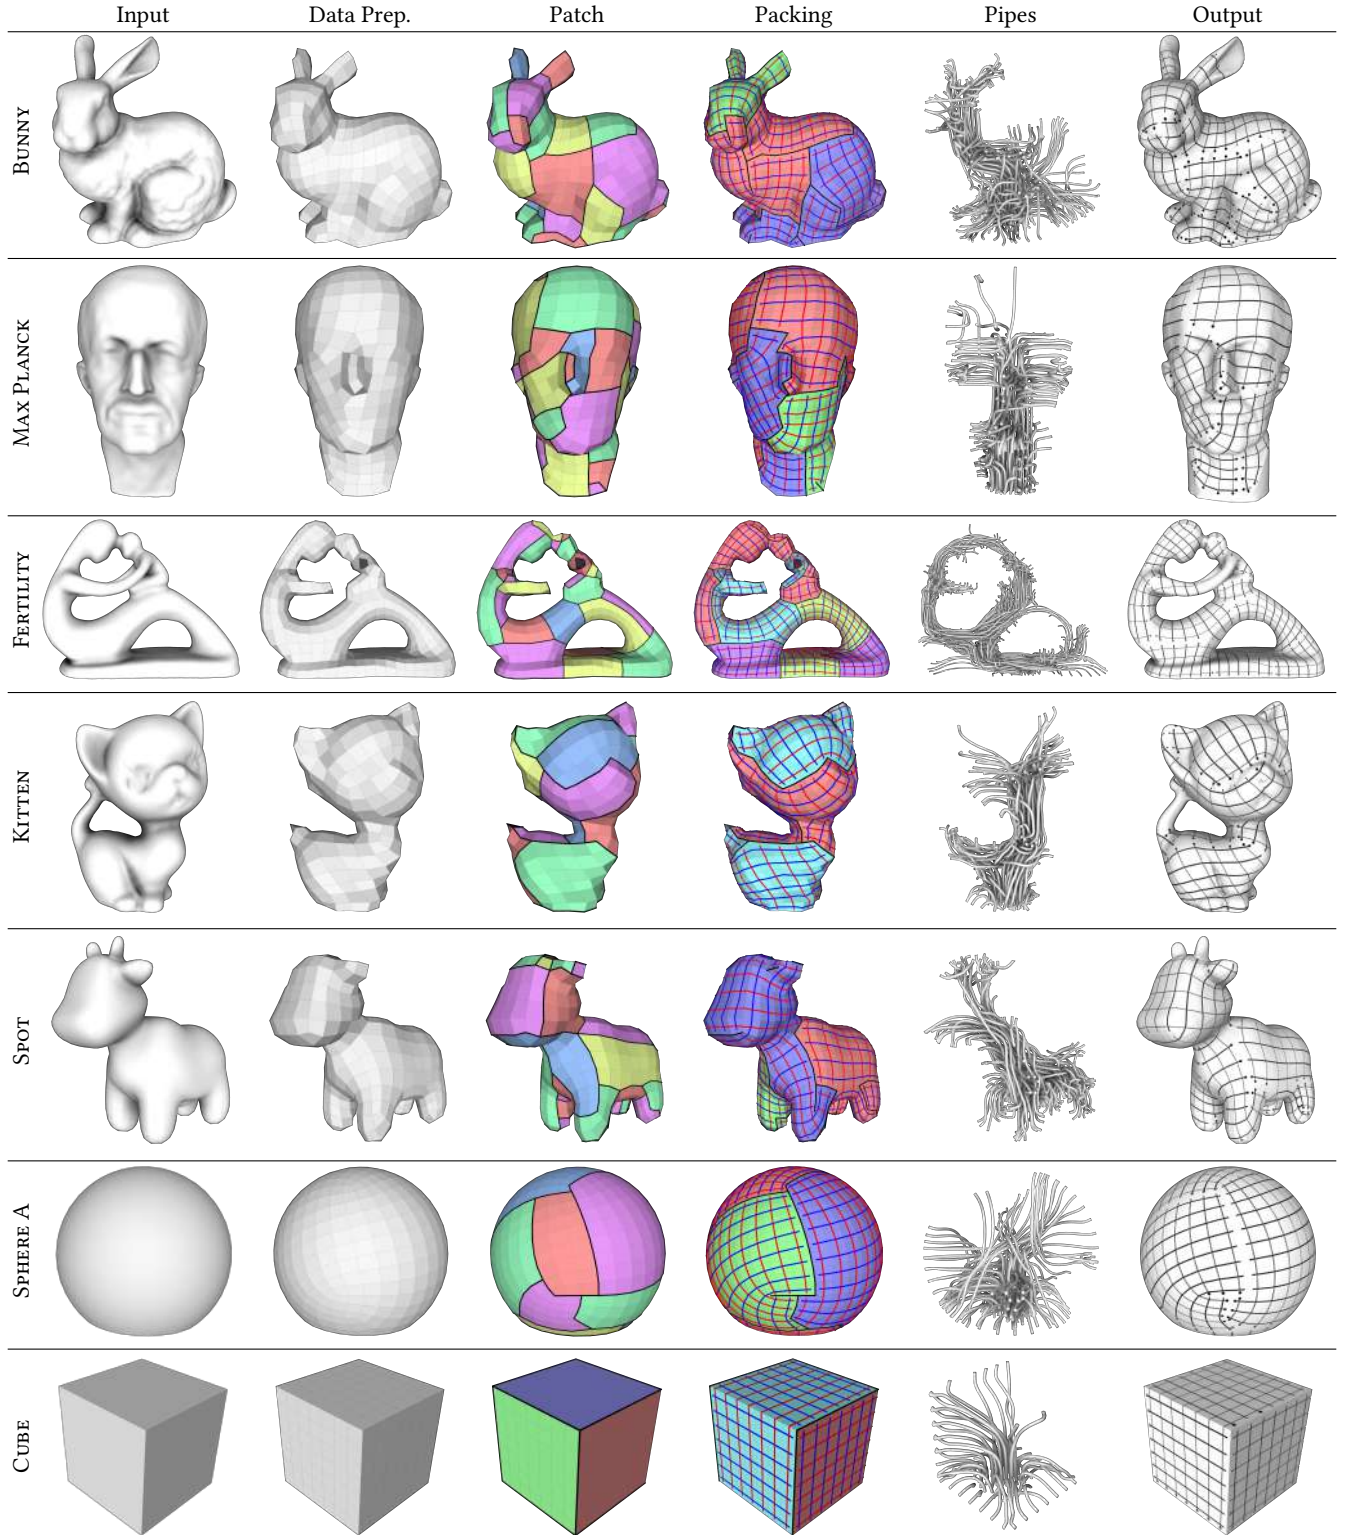 Input Data Prep. Patch Packing Pipes Output
BUNNY
MAX PLANCK
FERTILITY
KITTEN
SPOT
SPHERE A
CUBE